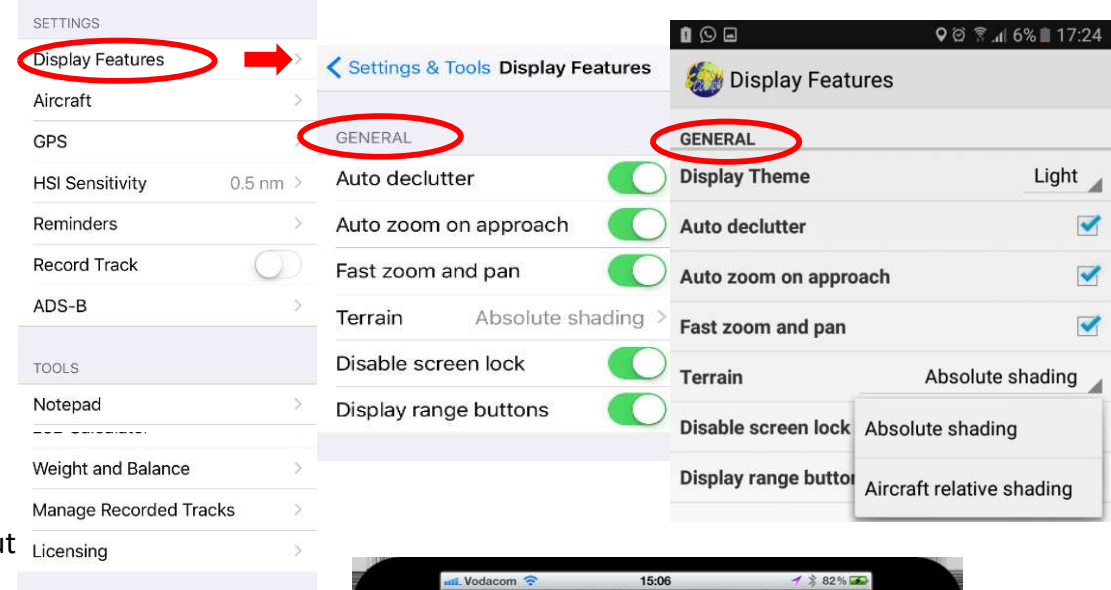 SETTINGS
Display Features
Aircraft
GPS
HSI Sensitivity 0.5 nm
Reminders
Record Track
ADS-B
TOOLS
Notepad
Weight and Balance
Manage Recorded Tracks
Licensing
ut
Settings & Tools Display Features
GENERAL
Auto declutter
Auto zoom on approach
Fast zoom and pan
Terrain Absolute shading
Disable screen lock
Display range buttons
6% 17:24
Display Features
GENERAL
Display Theme Light
Auto declutter
Auto zoom on approach
Fast zoom and pan
Terrain Absolute shading
Disable screen lock
Absolute shading
Display range butto
Aircraft relative shading
Vodacom 15:06 82%